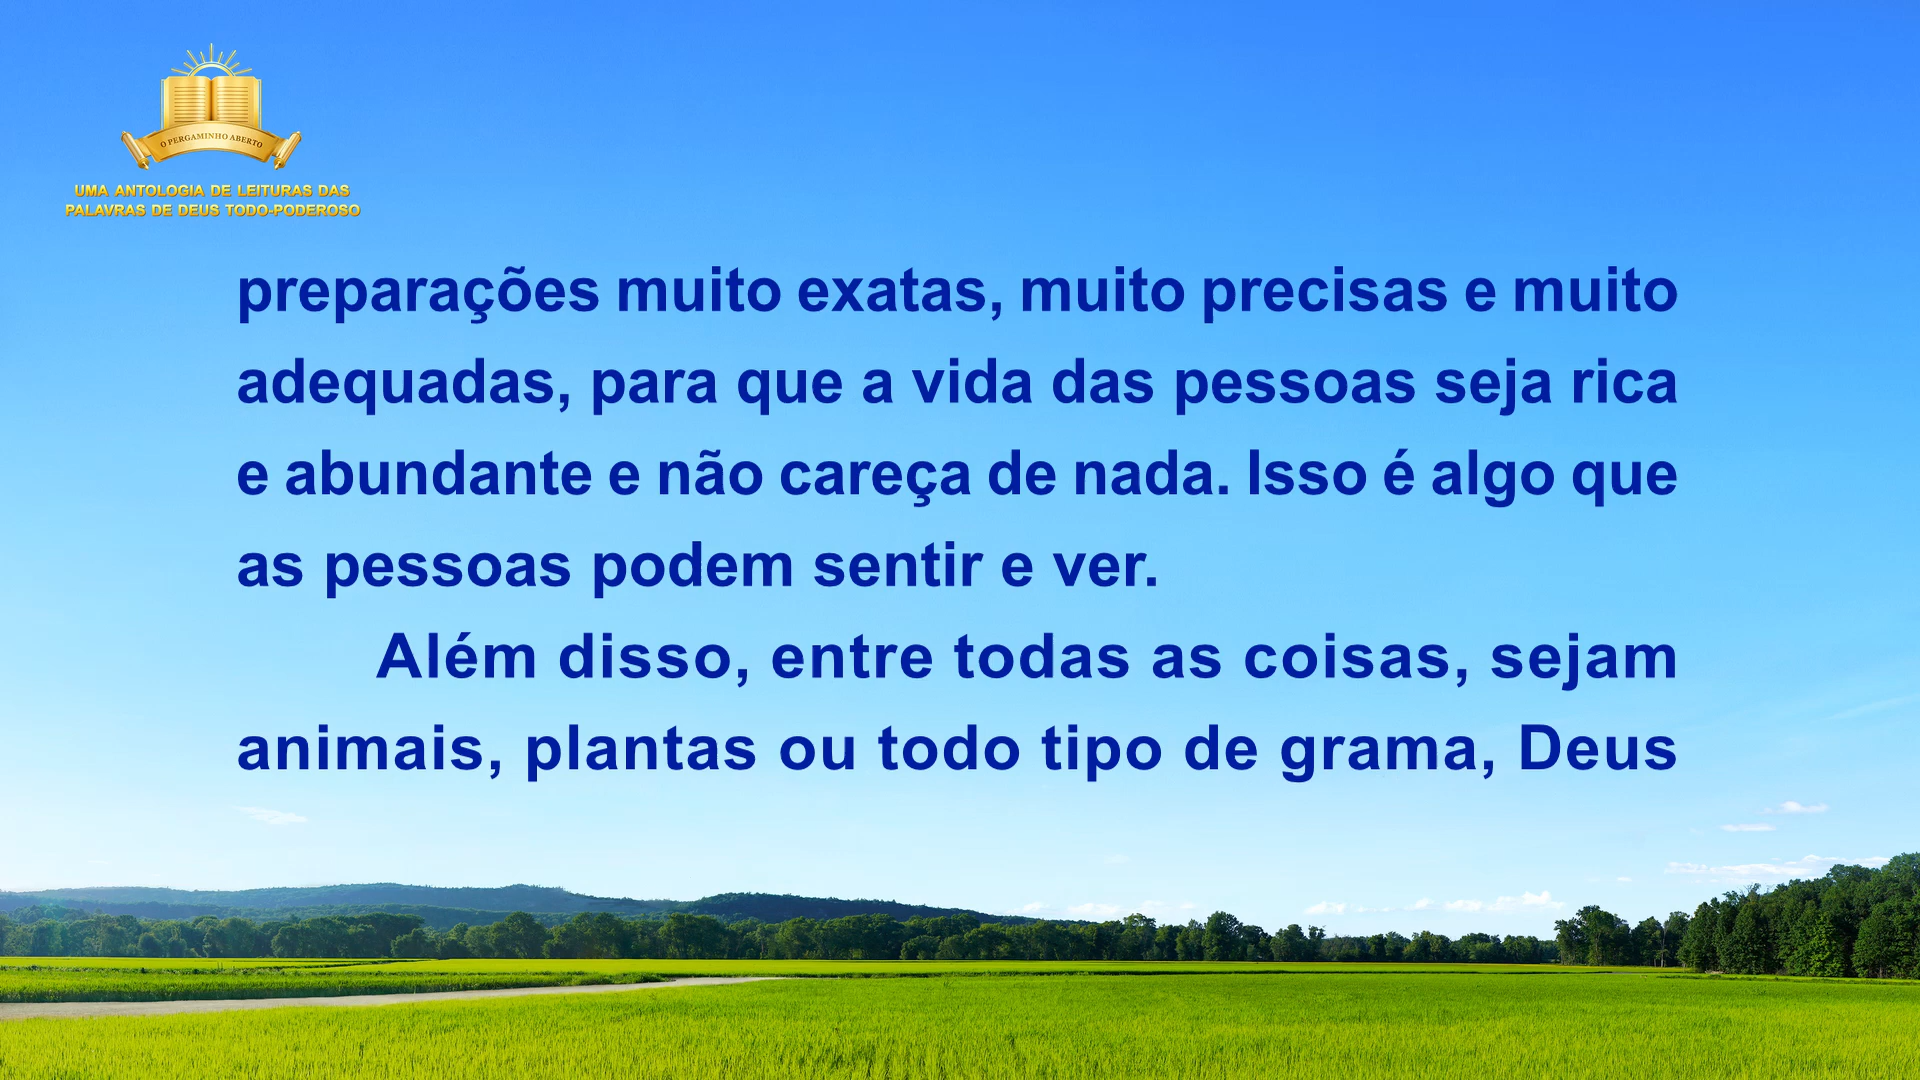 O PERGAMINHO ABERTO
UMA ANTOLOGIA DE LEITURAS DAS
PALAVRAS DE DEUS TODO-PODEROSO
preparações muito exatas, muito precisas e muito
adequadas, para que a vida das pessoas seja rica
e abundante e não careça de nada. Isso é algo que
as pessoas podem sentir e ver.
Além disso, entre todas as coisas, sejam
animais, plantas ou todo tipo de grama, Deus